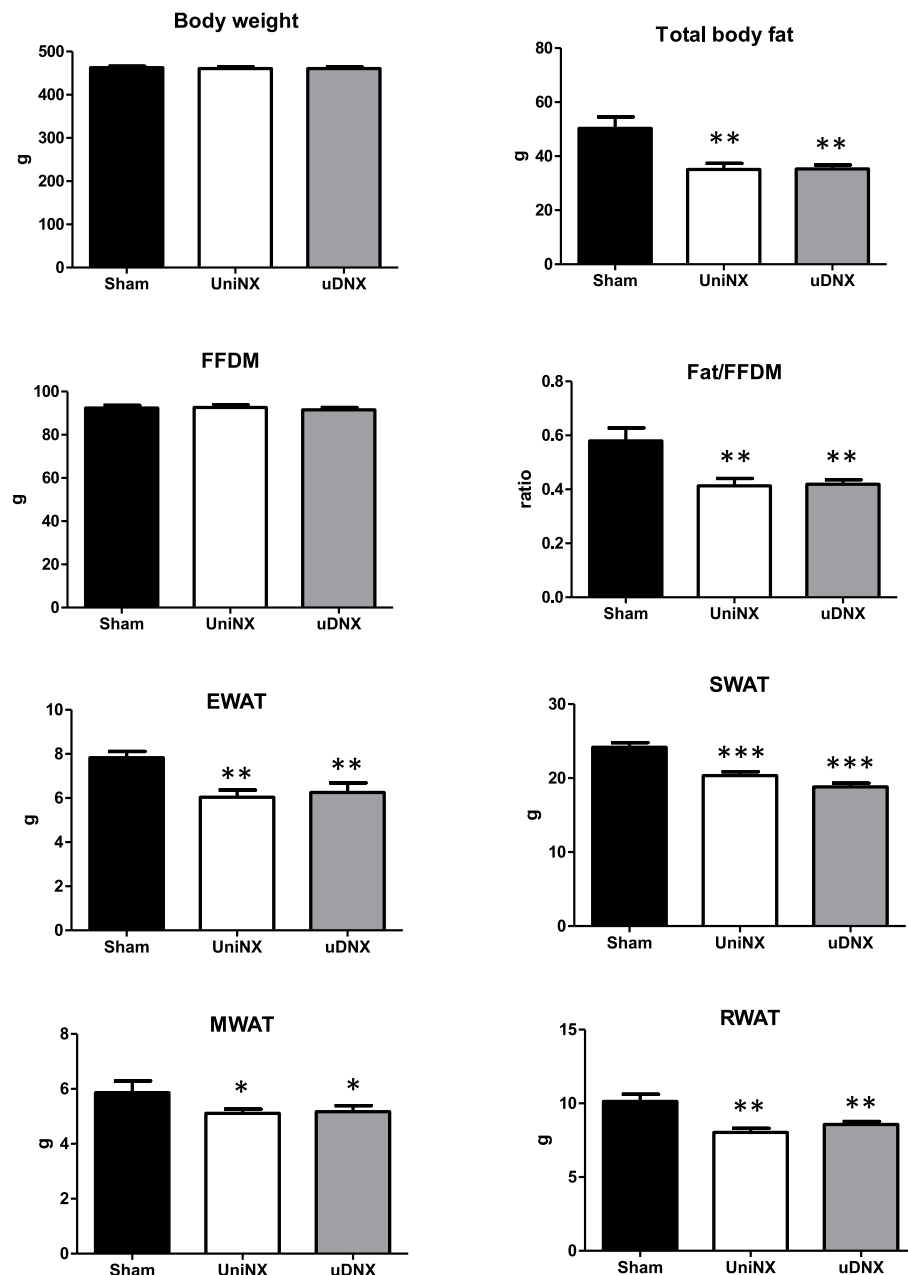 Body weight
500
400
300
200
100
0
g
Sham UniNX uDNX
Total body fat
80
60
40
20
0
g
** **
Sham UniNX uDNX
FFDM
100
80
60
40
20
0
g
Sham UniNX uDNX
Fat/FFDM
0.8
0.6
0.4
0.2
0.0
ratio
** **
Sham UniNX uDNX
EWAT
10
8
6
4
2
0
g
** **
Sham UniNX uDNX
SWAT
30
20
10
0
g
*** ***
Sham UniNX uDNX
MWAT
8
6
4
2
0
g
* *
Sham UniNX uDNX
RWAT
15
10
5
0
g
** **
Sham UniNX uDNX